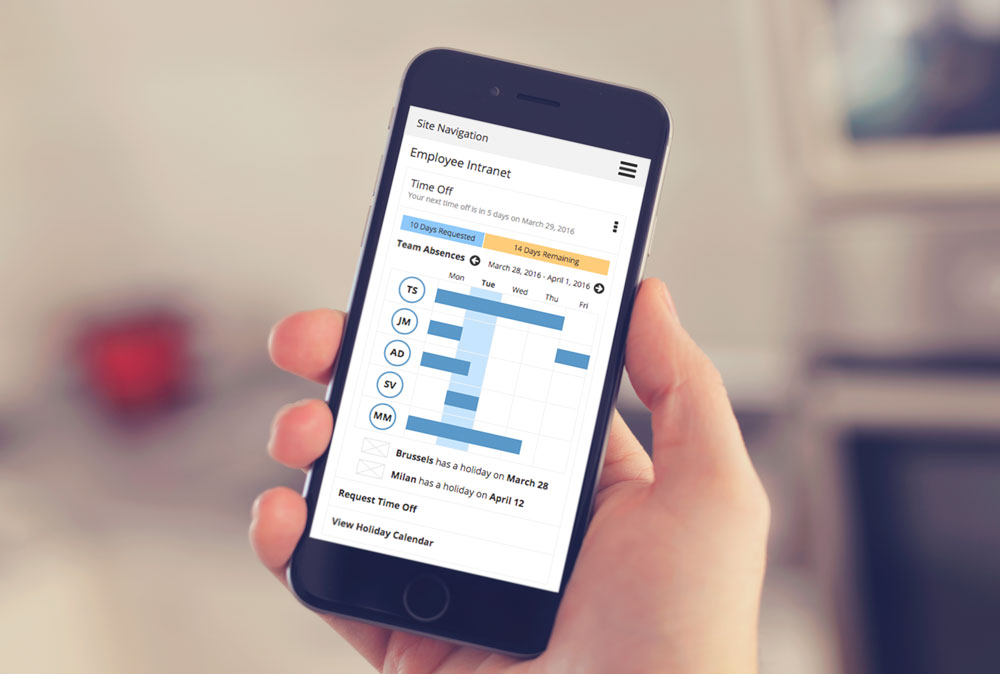 Site Navigation
Employee Intranet
Time Off
Your next time off is in 5 days on March 29, 2016
10 Days Requested 14 Days Remaining
Team Absences March 28, 2016 - April 1, 2016
Mon Tue Wed Thu Fri
TS
JM
AD
SV
MM
Brussels has a holiday on March 28
Milan has a holiday on April 12
Request Time Off
View Holiday Calendar